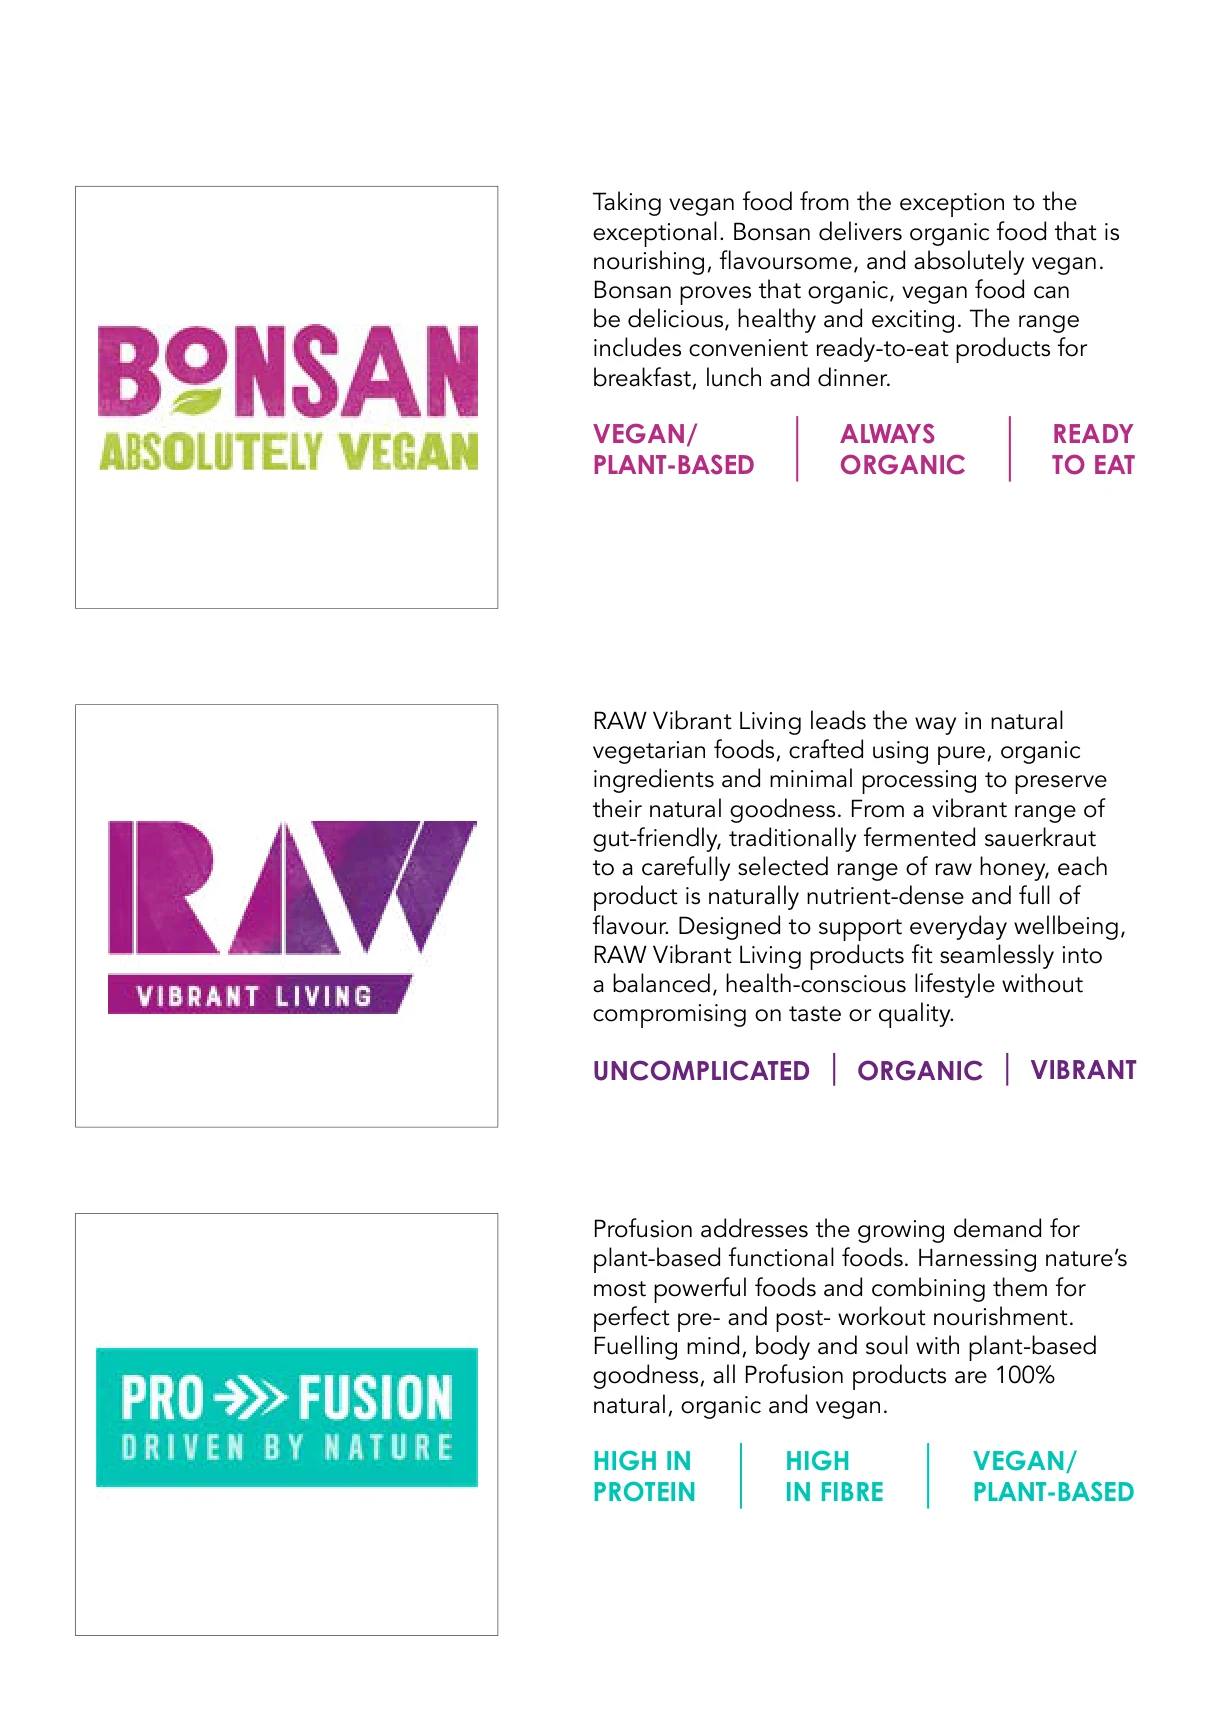 BONSAN
ABSOLUTELY VEGAN
Taking vegan food from the exception to the
exceptional. Bonsan delivers organic food that is
nourishing, flavoursome, and absolutely vegan.
Bonsan proves that organic, vegan food can
be delicious, healthy and exciting. The range
includes convenient ready-to-eat products for
breakfast, lunch and dinner.
VEGAN/
PLANT-BASED
ALWAYS
ORGANIC
READY
TO EAT
RAW
VIBRANT LIVING
RAW Vibrant Living leads the way in natural
vegetarian foods, crafted using pure, organic
ingredients and minimal processing to preserve
their natural goodness. From a vibrant range of
gut-friendly, traditionally fermented sauerkraut
to a carefully selected range of raw honey, each
product is naturally nutrient-dense and full of
flavour. Designed to support everyday wellbeing,
RAW Vibrant Living products fit seamlessly into
a balanced, health-conscious lifestyle without
compromising on taste or quality.
UNCOMPLICATED
ORGANIC
VIBRANT
PRO FUSION
DRIVEN BY NATURE
Profusion addresses the growing demand for
plant-based functional foods. Harnessing nature’s
most powerful foods and combining them for
perfect pre- and post- workout nourishment.
Fuelling mind, body and soul with plant-based
goodness, all Profusion products are 100%
natural, organic and vegan.
HIGH IN
PROTEIN
HIGH
IN FIBRE
VEGAN/
PLANT-BASED